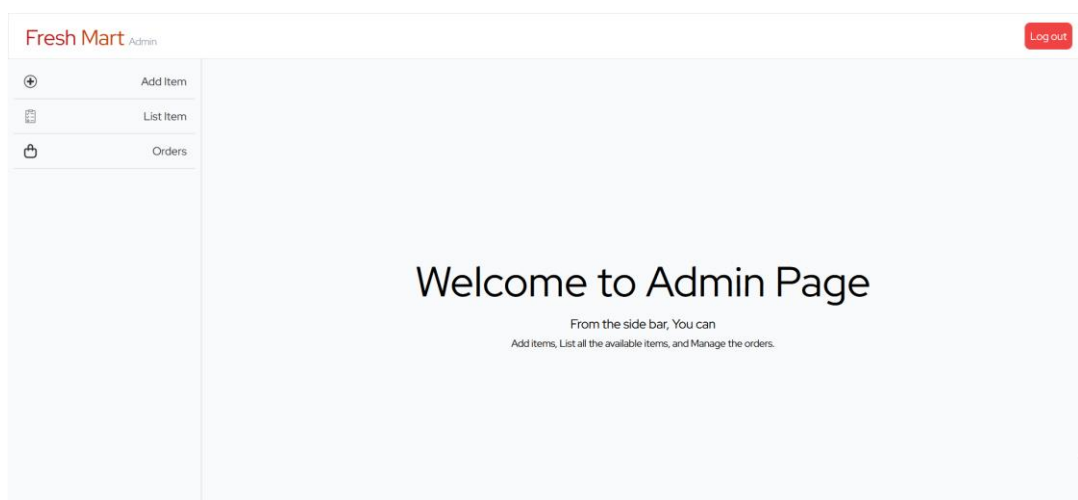 Fresh Mart Admin
Log out
Add Item
List Item
Orders
Welcome to Admin Page
From the side bar, You can
Add items, List all the available items, and Manage the orders.